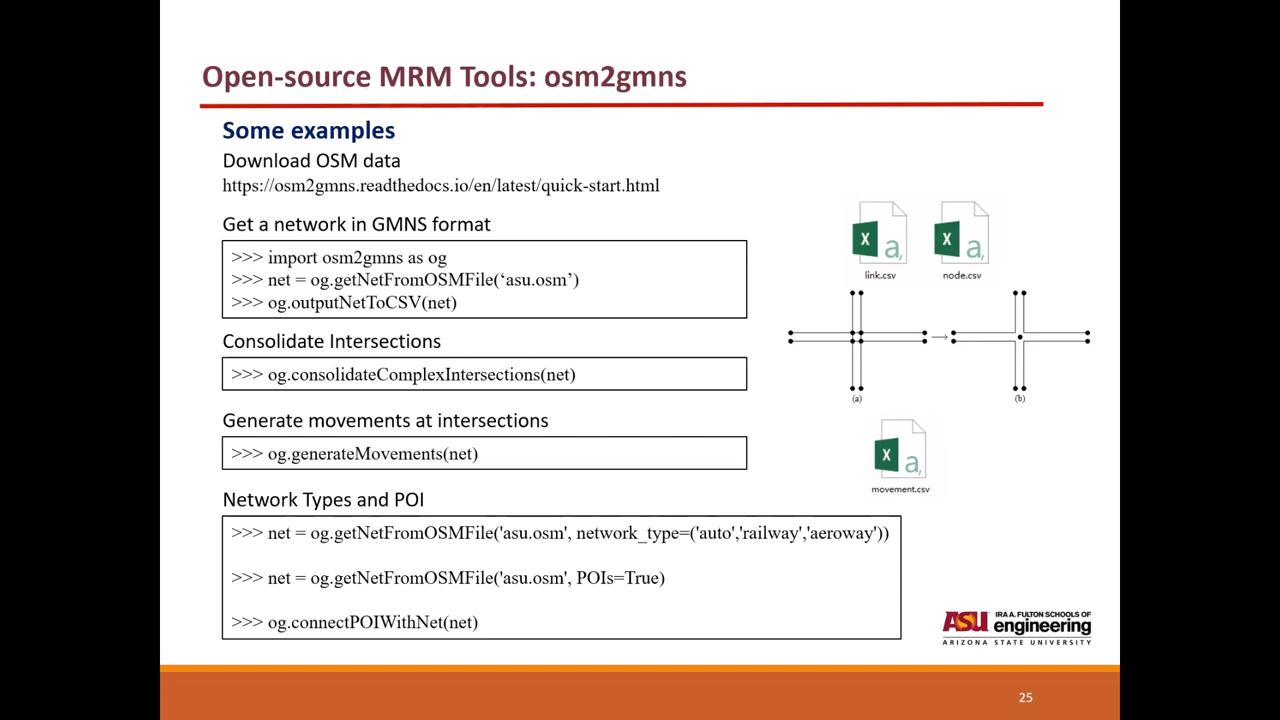 Open-source MRM Tools: osm2gmns
Some examples
Download OSM data
https://osm2gmns.readthedocs.io/en/latest/quick-start.html
Get a network in GMNS format
>>> import osm2gmns as og
>>> net = og.getNetFromOSMFile(‘asu.osm’)
>>> og.outputNetToCSV(net)
Consolidate Intersections
>>> og.consolidateComplexIntersections(net)
Generate movements at intersections
>>> og.generateMovements(net)
Network Types and POI
>>> net = og.getNetFromOSMFile('asu.osm', network_type=('auto','railway','aeroway'))
>>> net = og.getNetFromOSMFile('asu.osm', POIs=True)
>>> og.connectPOIWithNet(net)
X a,
X a,
link.csv
node.csv
(a)
(b)
X a,
movement.csv
ASU IRA A. FULTON SCHOOLS OF
engineering
ARIZONA STATE UNIVERSITY
25